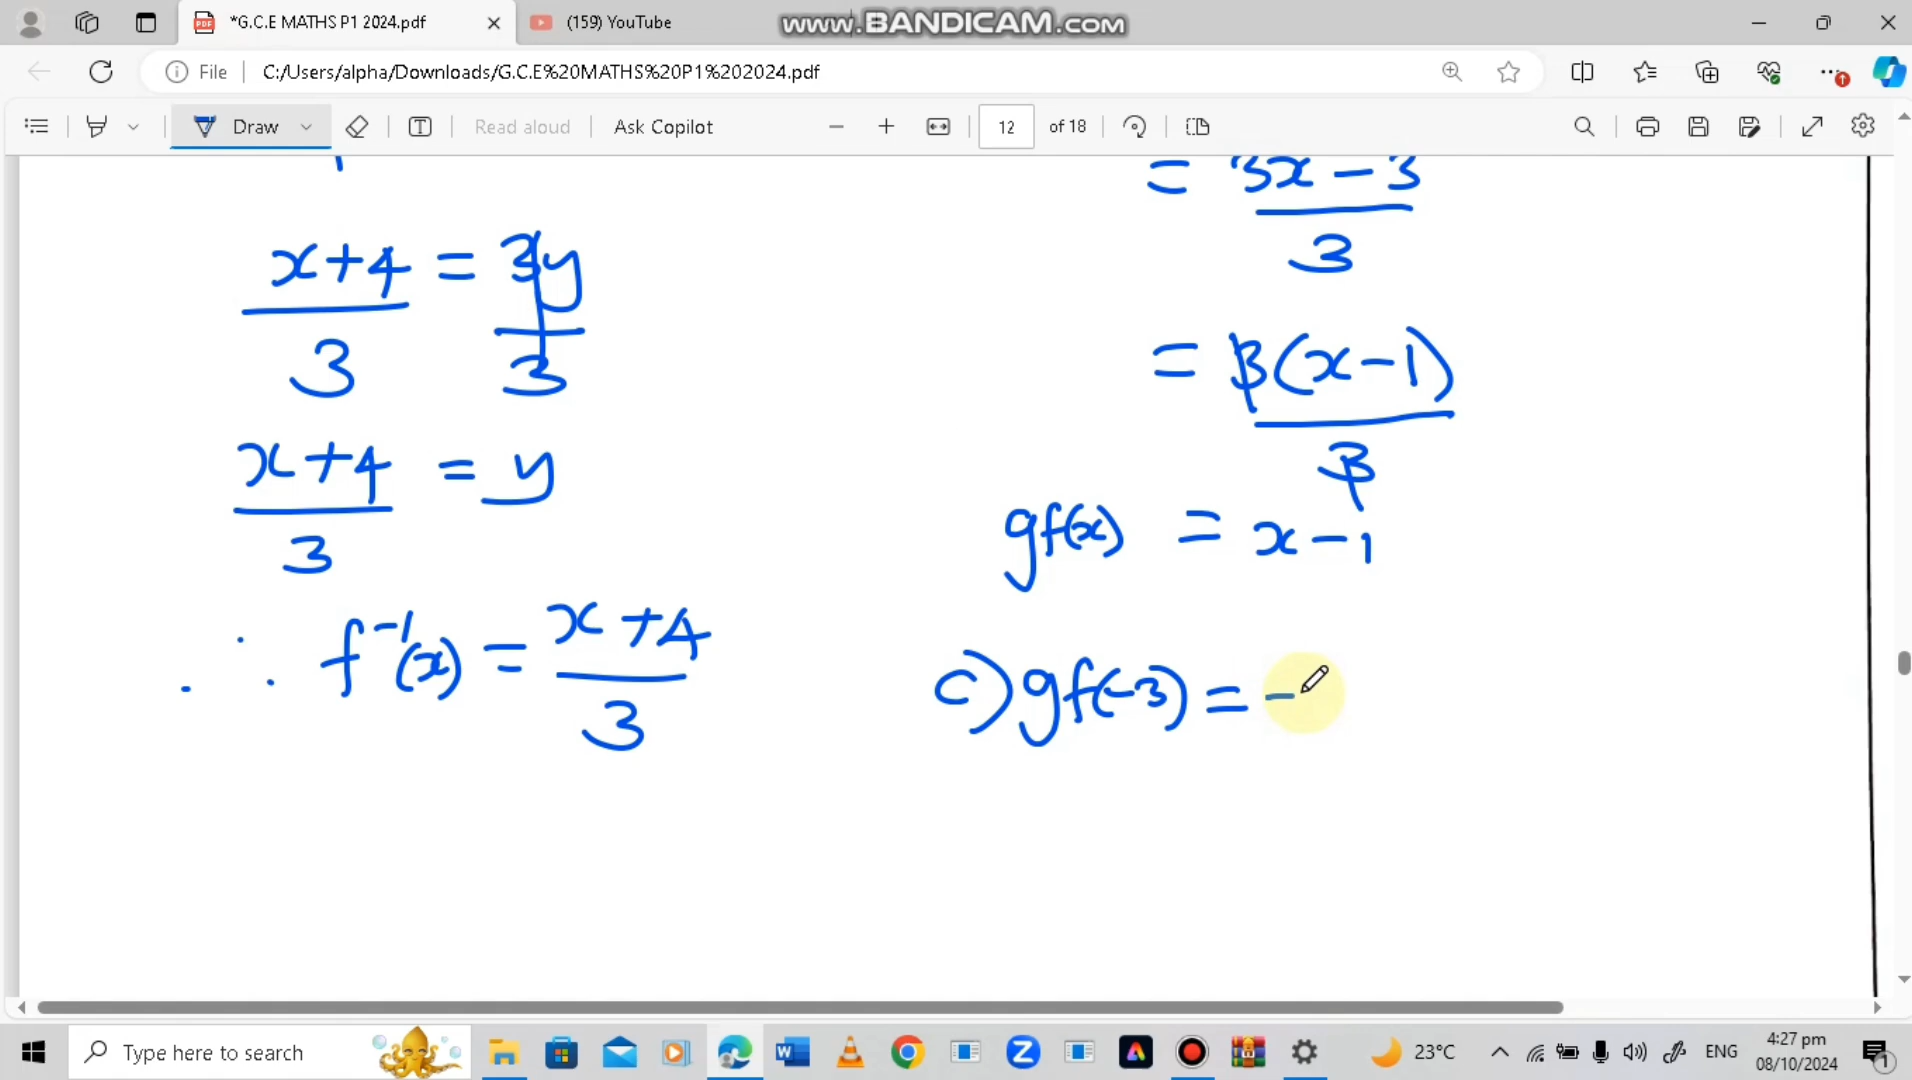 *G.C.E MATHS P1 2024.pdf
(159) YouTube
www.BANDICAM.com
File
C:/Users/alpha/Downloads/G.C.E%20MATHS%20P1%202024.pdf
Draw
Read aloud
Ask Copilot
12
of 18
= 3x - 3
3
x+4 = 3y
3 3
= 3(x-1)
3
x+4 = y
3
gf(x) = x - 1
∴ f⁻¹(x) = x + 4
3
c) gf(-3) = -
Type here to search
23°C
ENG
4:27 pm
08/10/2024
1